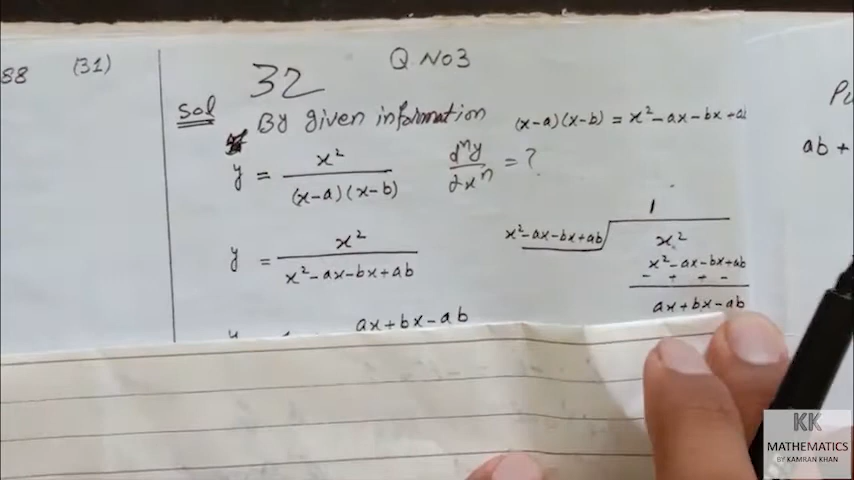 88 (31)
32 Q.No3
Sol By given information
(x-a)(x-b) = x²-ax-bx+ab
y = x² / (x-a)(x-b)
dⁿy / dxⁿ = ?
y = x² / x²-ax-bx+ab
ax+bx-ab
1
x²-ax-bx+ab x²
x²-ax-bx+ab
- + + -
ax+bx-ab
ab +
KK
MATHEMATICS
BY KAMRAN KHAN